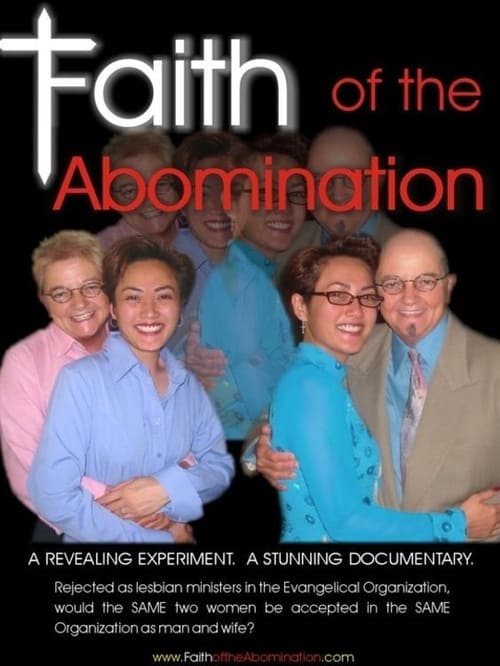 Faith of the
Abomination
A REVEALING EXPERIMENT. A STUNNING DOCUMENTARY.
Rejected as lesbian ministers in the Evangelical Organization,
would the SAME two women be accepted in the SAME
Organization as man and wife?
www.FaithoftheAbomination.com